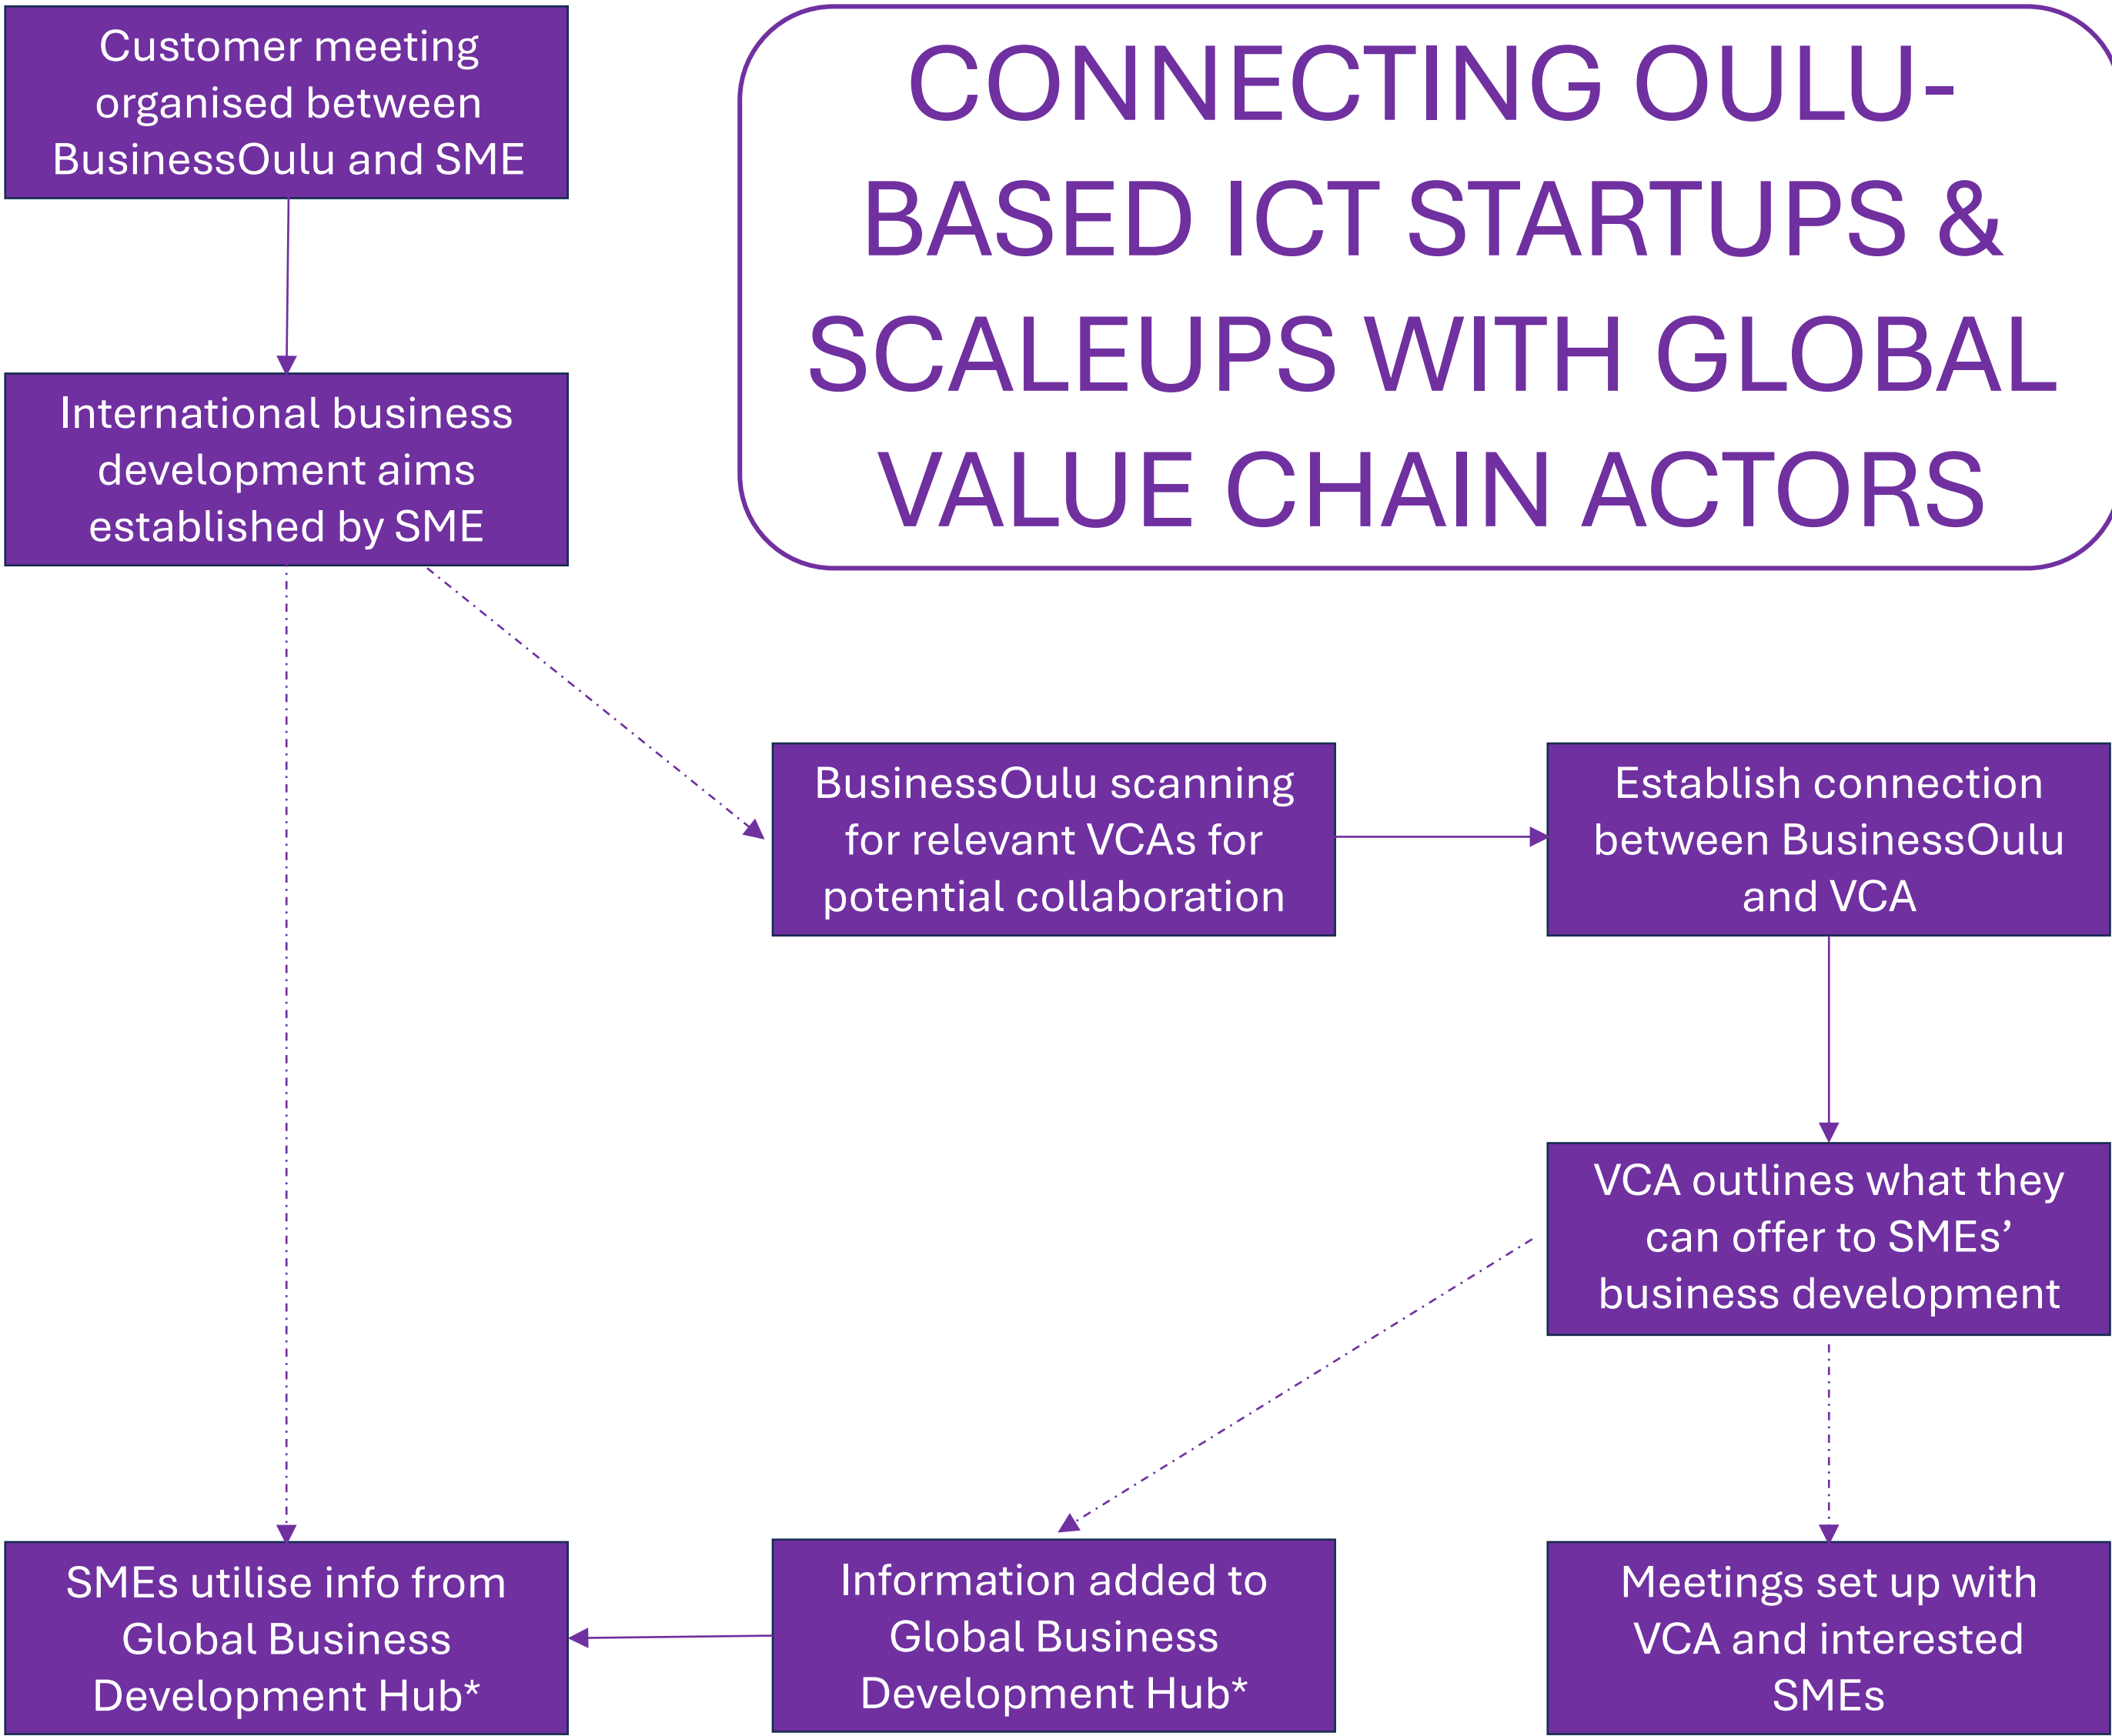 Customer meeting
organised between
BusinessOulu and SME
CONNECTING OULU-
BASED ICT STARTUPS &
SCALEUPS WITH GLOBAL
VALUE CHAIN ACTORS
International business
development aims
established by SME
BusinessOulu scanning
for relevant VCAs for
potential collaboration
Establish connection
between BusinessOulu
and VCA
VCA outlines what they
can offer to SMEs’
business development
SMEs utilise info from
Global Business
Development Hub*
Information added to
Global Business
Development Hub*
Meetings set up with
VCA and interested
SMEs